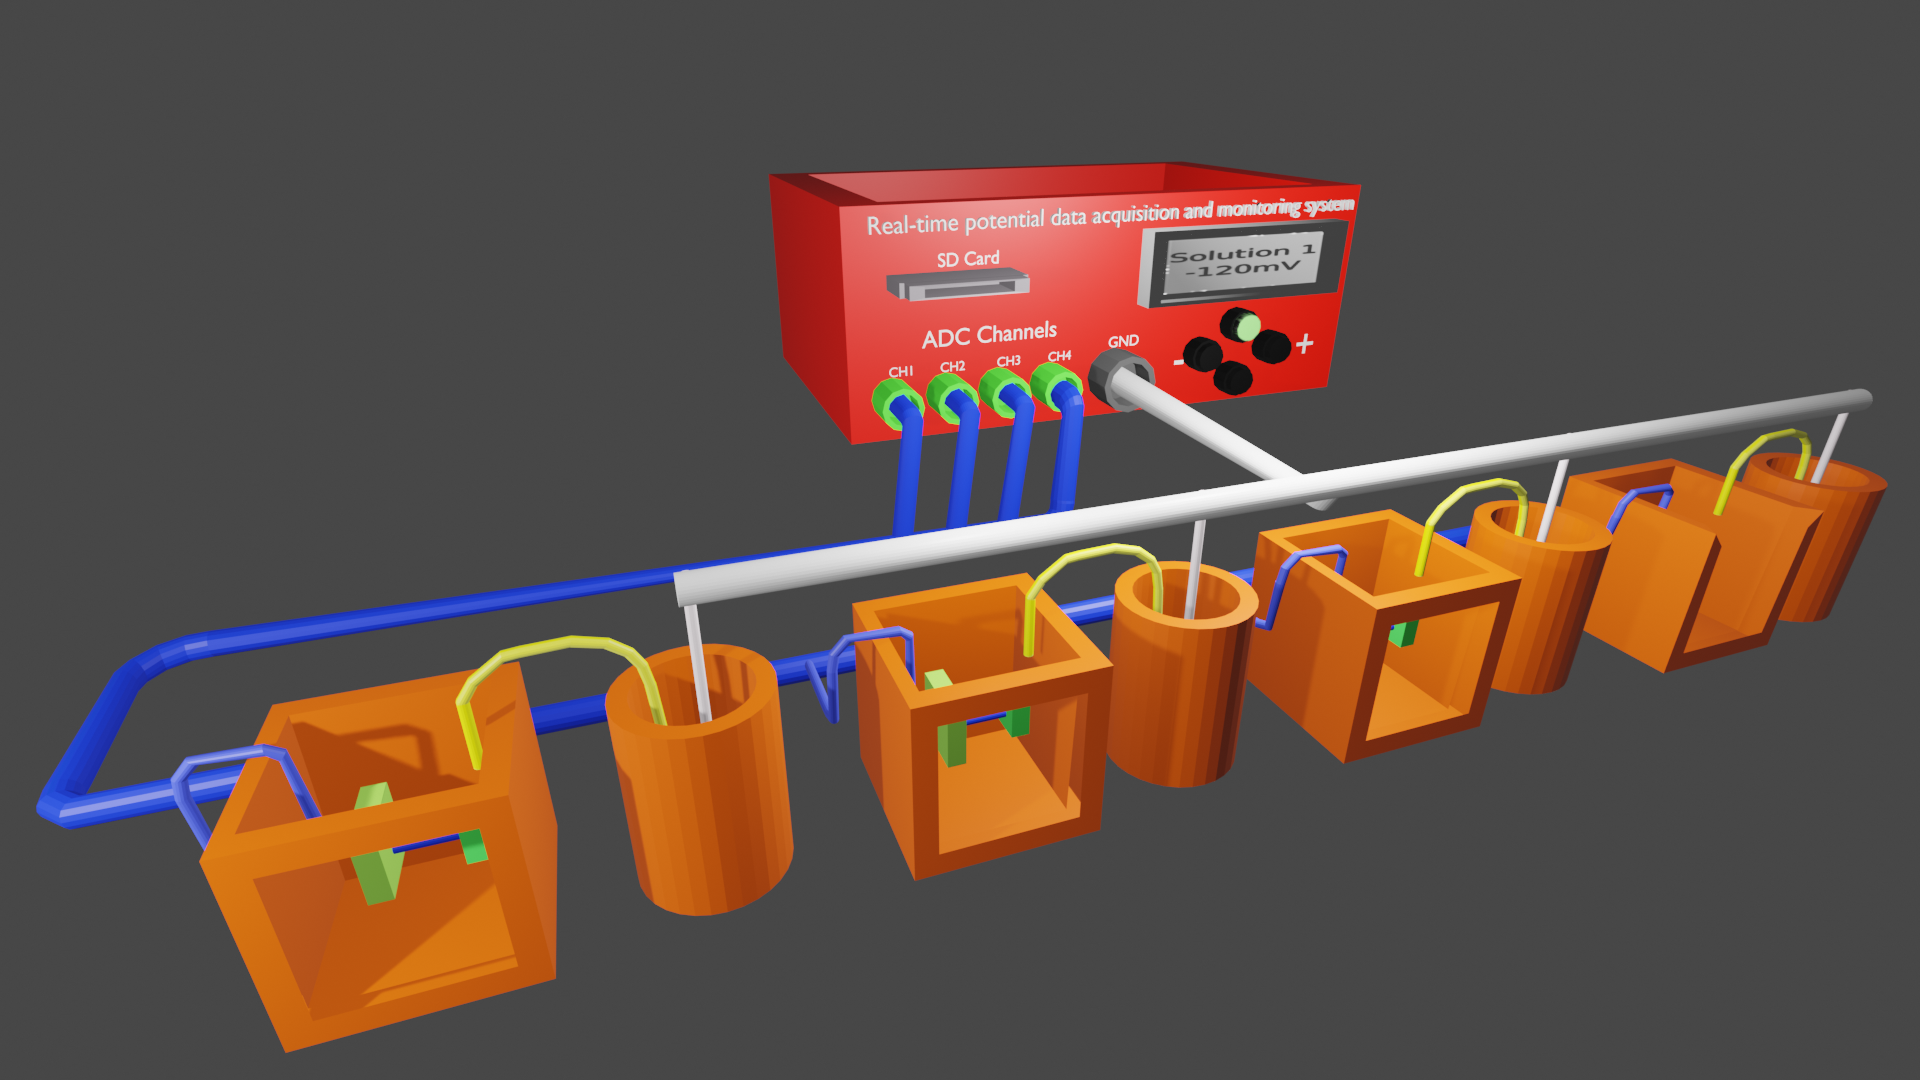 Real-time potential data acquisition and monitoring system
SD Card
Solution 1
-120mV
ADC Channels
CH1 CH2 CH3 CH4 GND
- +